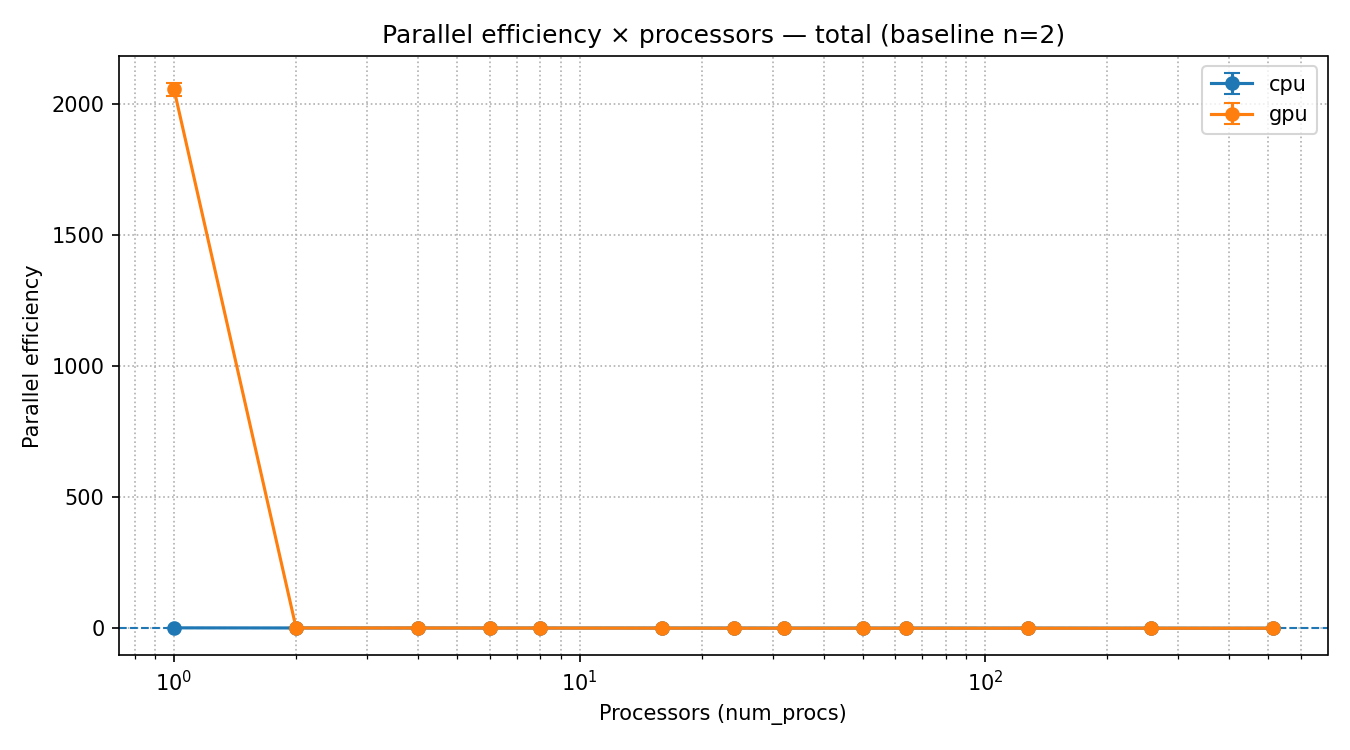 Parallel efficiency × processors — total (baseline n=2)
cpu
gpu
Parallel efficiency
2000
1500
1000
500
0
10⁰
10¹
10²
Processors (num_procs)